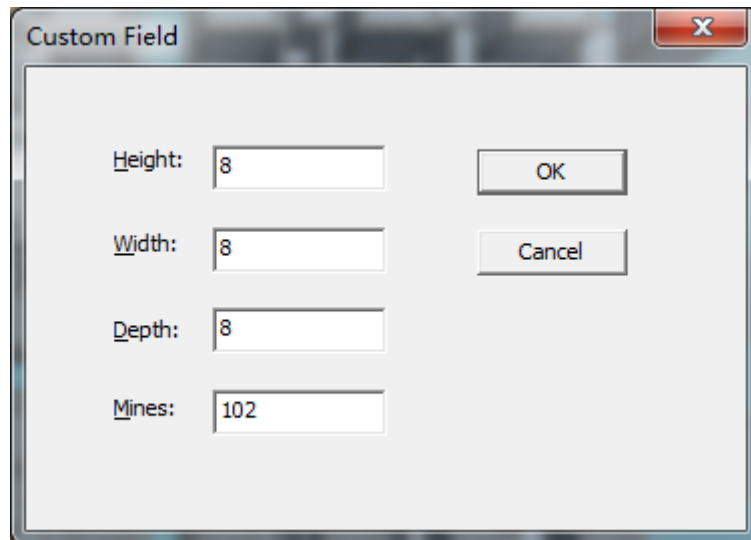 Custom Field
Height: 8
OK
Width: 8
Cancel
Depth: 8
Mines: 102